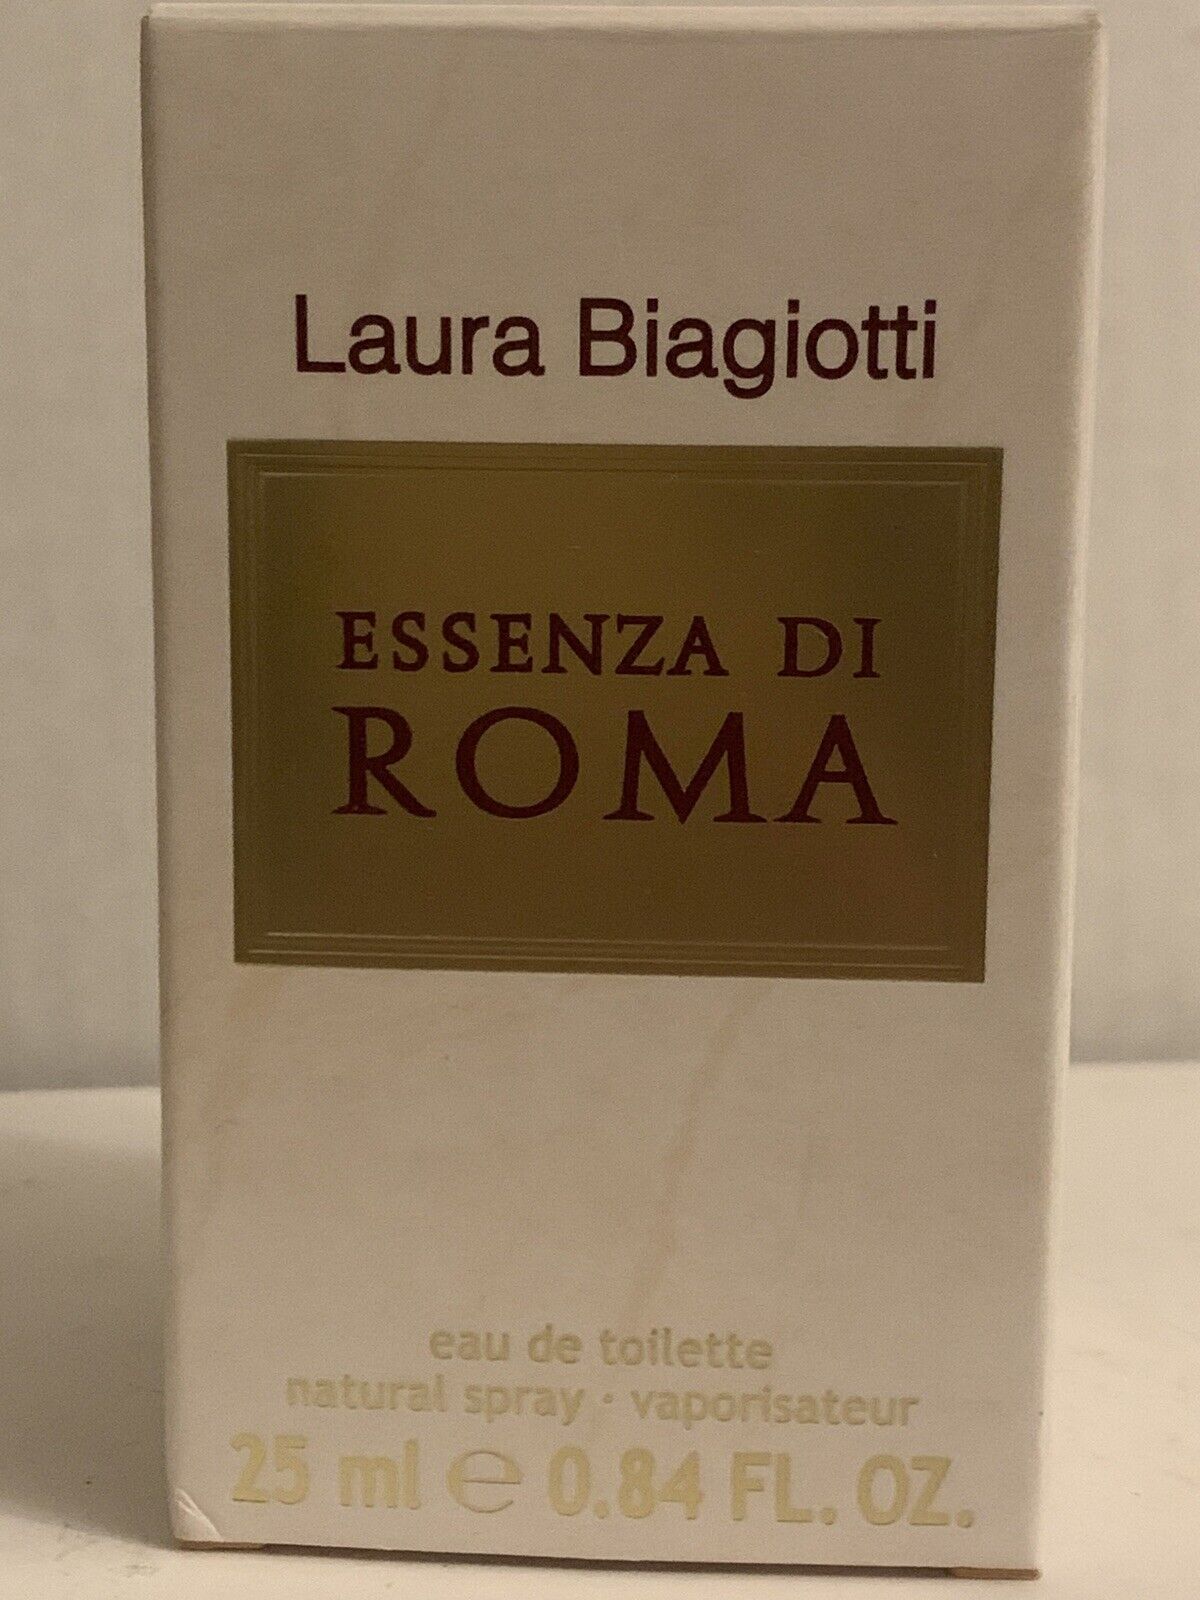 Laura Biagiotti
ESSENZA DI
ROMA
eau de toilette
natural spray · vaporisateur
25 ml ℮ 0.84 FL. OZ.